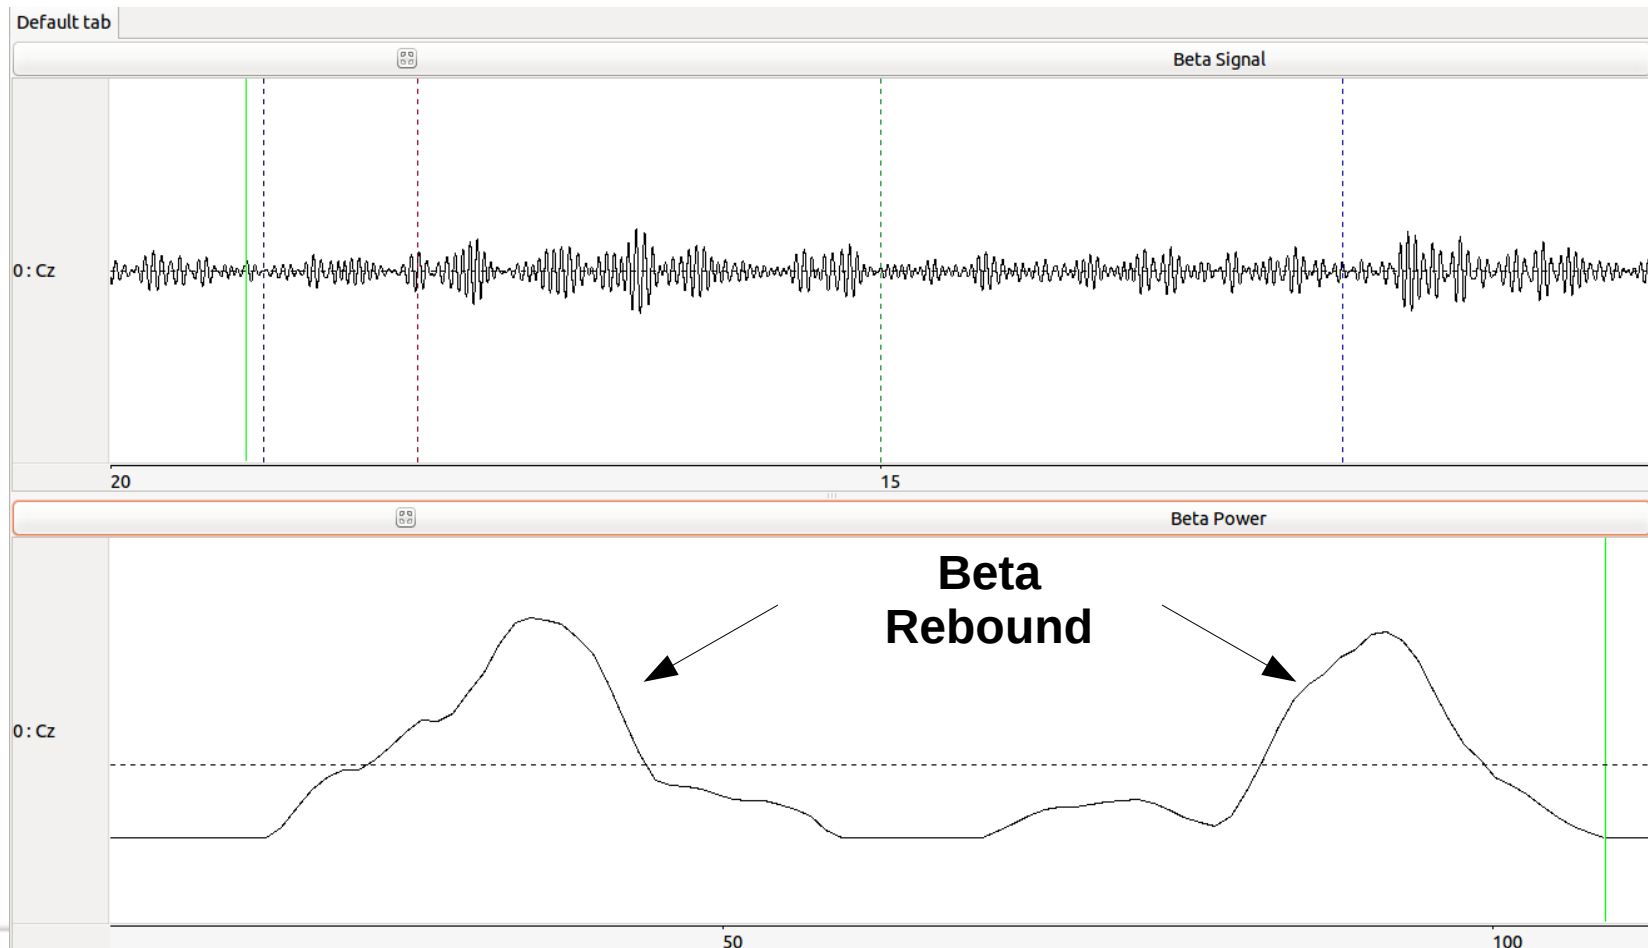 Default tab
Beta Signal
0 : Cz
20 15
Beta Power
Beta
Rebound
0 : Cz
50 100